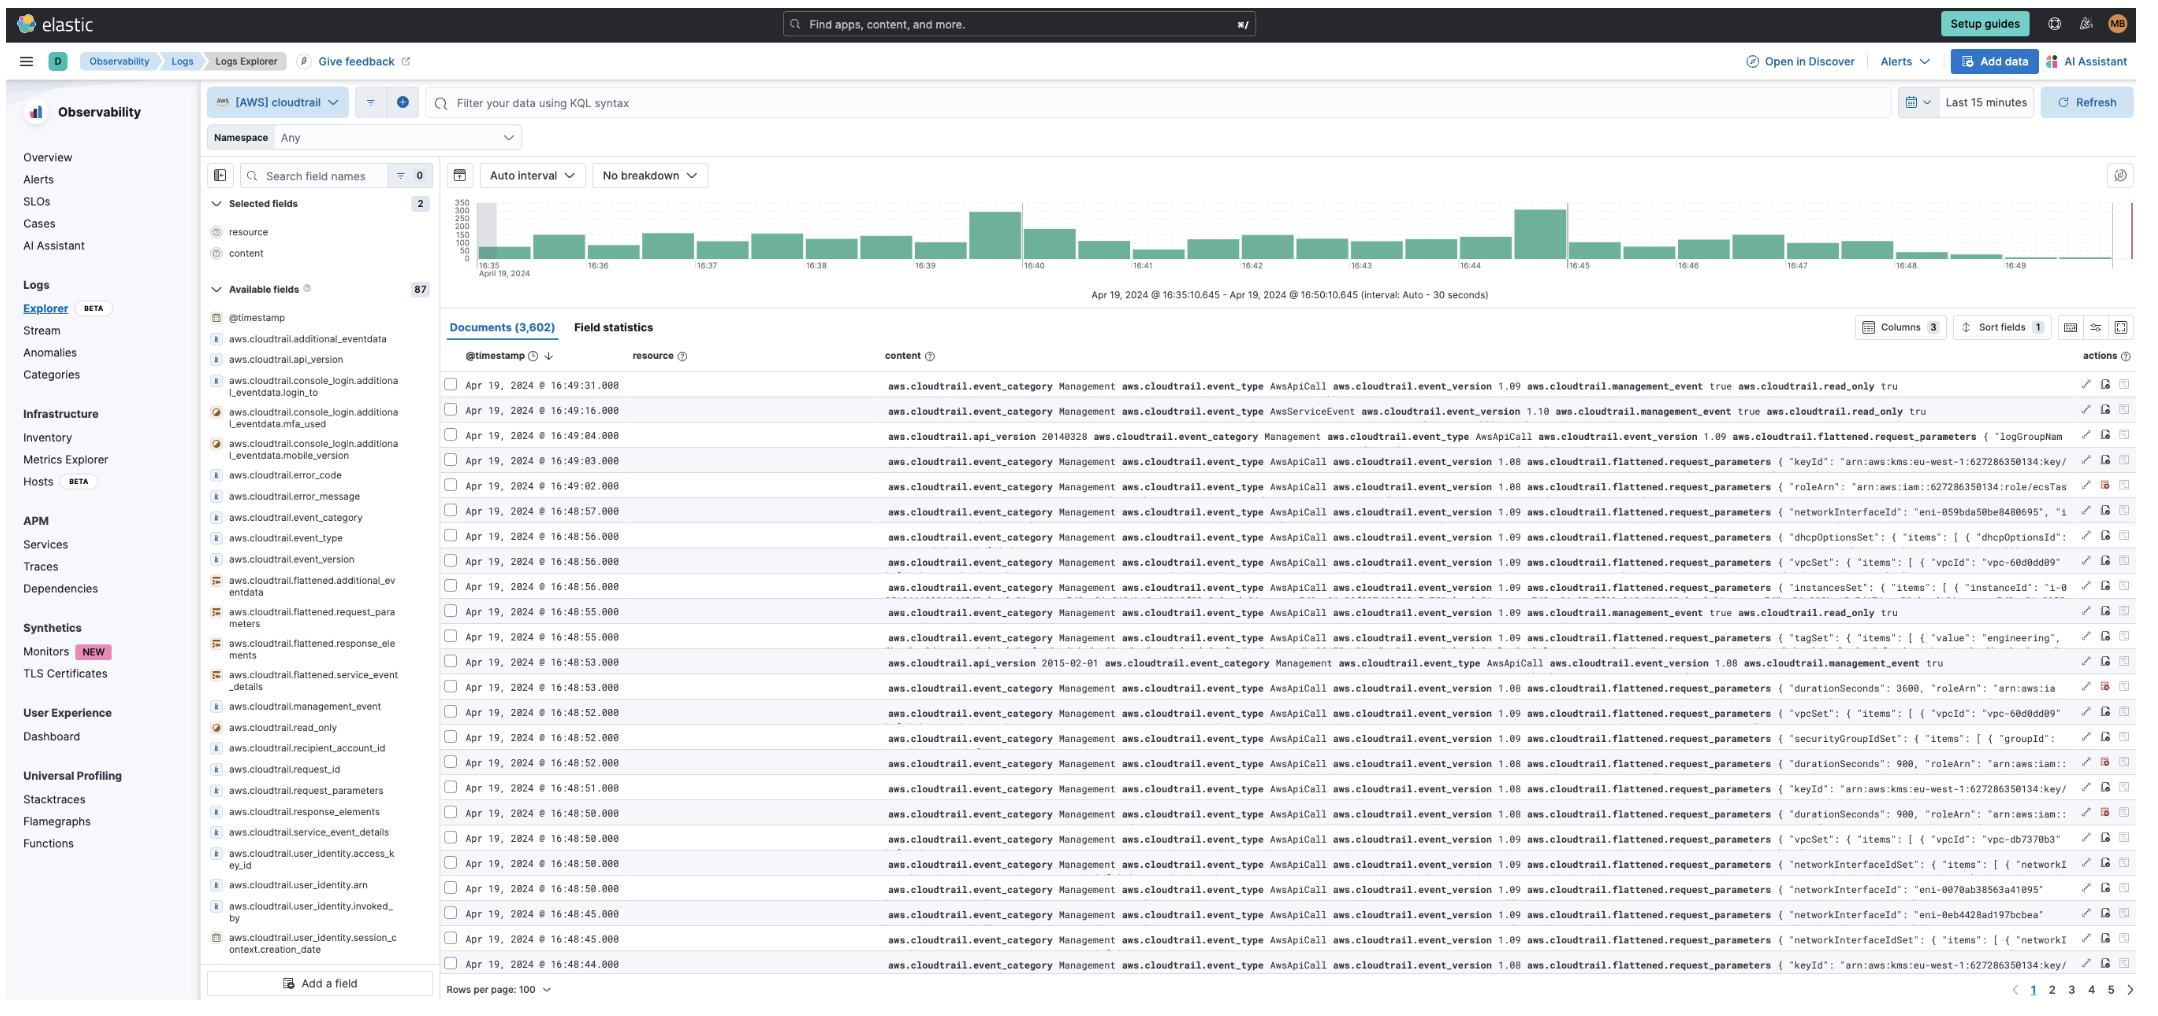 elastic
Find apps, content, and more.
⌘/
Setup guides
MB
D
Observability
Logs
Logs Explorer
β
Give feedback
Open in Discover
Alerts
Add data
AI Assistant
Observability
Overview
Alerts
SLOs
Cases
AI Assistant
Logs
Explorer BETA
Stream
Anomalies
Categories
Infrastructure
Inventory
Metrics Explorer
Hosts BETA
APM
Services
Traces
Dependencies
Synthetics
Monitors NEW
TLS Certificates
User Experience
Dashboard
Universal Profiling
Stacktraces
Flamegraphs
Functions
aws [AWS] cloudtrail
Filter your data using KQL syntax
Last 15 minutes
Refresh
Namespace Any
Search field names
0
Selected fields 2
resource
content
Available fields 87
@timestamp
aws.cloudtrail.additional_eventdata
aws.cloudtrail.api_version
aws.cloudtrail.console_login.additiona
l_eventdata.login_to
aws.cloudtrail.console_login.additiona
l_eventdata.mfa_used
aws.cloudtrail.console_login.additiona
l_eventdata.mobile_version
aws.cloudtrail.error_code
aws.cloudtrail.error_message
aws.cloudtrail.event_category
aws.cloudtrail.event_type
aws.cloudtrail.event_version
aws.cloudtrail.flattened.additional_ev
entdata
aws.cloudtrail.flattened.request_para
meters
aws.cloudtrail.flattened.response_ele
ments
aws.cloudtrail.flattened.service_event
_details
aws.cloudtrail.management_event
aws.cloudtrail.read_only
aws.cloudtrail.recipient_account_id
aws.cloudtrail.request_id
aws.cloudtrail.request_parameters
aws.cloudtrail.response_elements
aws.cloudtrail.service_event_details
aws.cloudtrail.user_identity.access_k
ey_id
aws.cloudtrail.user_identity.arn
aws.cloudtrail.user_identity.invoked_
by
aws.cloudtrail.user_identity.session_c
ontext.creation_date
Add a field
Auto interval
No breakdown
350
300
250
200
150
100
50
0
16:35 16:36 16:37 16:38 16:39 16:40 16:41 16:42 16:43 16:44 16:45 16:46 16:47 16:48 16:49
April 19, 2024
Apr 19, 2024 @ 16:35:10.645 - Apr 19, 2024 @ 16:50:10.645 (interval: Auto - 30 seconds)
Documents (3,602)
Field statistics
Columns 3
Sort fields 1
@timestamp resource content actions
Apr 19, 2024 @ 16:49:31.000 aws.cloudtrail.event_category Management aws.cloudtrail.event_type AwsApiCall aws.cloudtrail.event_version 1.09 aws.cloudtrail.management_event true aws.cloudtrail.read_only tru
Apr 19, 2024 @ 16:49:16.000 aws.cloudtrail.event_category Management aws.cloudtrail.event_type AwsServiceEvent aws.cloudtrail.event_version 1.10 aws.cloudtrail.management_event true aws.cloudtrail.read_only tru
Apr 19, 2024 @ 16:49:04.000 aws.cloudtrail.api_version 20140328 aws.cloudtrail.event_category Management aws.cloudtrail.event_type AwsApiCall aws.cloudtrail.event_version 1.09 aws.cloudtrail.flattened.request_parameters { "logGroupNam
Apr 19, 2024 @ 16:49:03.000 aws.cloudtrail.event_category Management aws.cloudtrail.event_type AwsApiCall aws.cloudtrail.event_version 1.08 aws.cloudtrail.flattened.request_parameters { "keyId": "arn:aws:kms:eu-west-1:627286350134:key/
Apr 19, 2024 @ 16:49:02.000 aws.cloudtrail.event_category Management aws.cloudtrail.event_type AwsApiCall aws.cloudtrail.event_version 1.08 aws.cloudtrail.flattened.request_parameters { "roleArn": "arn:aws:iam::627286350134:role/ecsTas
Apr 19, 2024 @ 16:48:57.000 aws.cloudtrail.event_category Management aws.cloudtrail.event_type AwsApiCall aws.cloudtrail.event_version 1.09 aws.cloudtrail.flattened.request_parameters { "networkInterfaceId": "eni-059bda50be8480695", "i
Apr 19, 2024 @ 16:48:56.000 aws.cloudtrail.event_category Management aws.cloudtrail.event_type AwsApiCall aws.cloudtrail.event_version 1.09 aws.cloudtrail.flattened.request_parameters { "dhcpOptionsSet": { "items": [ { "dhcpOptionsId":
Apr 19, 2024 @ 16:48:56.000 aws.cloudtrail.event_category Management aws.cloudtrail.event_type AwsApiCall aws.cloudtrail.event_version 1.09 aws.cloudtrail.flattened.request_parameters { "vpcSet": { "items": [ { "vpcId": "vpc-60d0dd09"
Apr 19, 2024 @ 16:48:56.000 aws.cloudtrail.event_category Management aws.cloudtrail.event_type AwsApiCall aws.cloudtrail.event_version 1.09 aws.cloudtrail.flattened.request_parameters { "instancesSet": { "items": [ { "instanceId": "i-0
Apr 19, 2024 @ 16:48:55.000 aws.cloudtrail.event_category Management aws.cloudtrail.event_type AwsApiCall aws.cloudtrail.event_version 1.09 aws.cloudtrail.management_event true aws.cloudtrail.read_only tru
Apr 19, 2024 @ 16:48:55.000 aws.cloudtrail.event_category Management aws.cloudtrail.event_type AwsApiCall aws.cloudtrail.event_version 1.09 aws.cloudtrail.flattened.request_parameters { "tagSet": { "items": [ { "value": "engineering",
Apr 19, 2024 @ 16:48:53.000 aws.cloudtrail.api_version 2015-02-01 aws.cloudtrail.event_category Management aws.cloudtrail.event_type AwsApiCall aws.cloudtrail.event_version 1.08 aws.cloudtrail.management_event tru
Apr 19, 2024 @ 16:48:53.000 aws.cloudtrail.event_category Management aws.cloudtrail.event_type AwsApiCall aws.cloudtrail.event_version 1.08 aws.cloudtrail.flattened.request_parameters { "durationSeconds": 3600, "roleArn": "arn:aws:ia
Apr 19, 2024 @ 16:48:52.000 aws.cloudtrail.event_category Management aws.cloudtrail.event_type AwsApiCall aws.cloudtrail.event_version 1.09 aws.cloudtrail.flattened.request_parameters { "vpcSet": { "items": [ { "vpcId": "vpc-60d0dd09"
Apr 19, 2024 @ 16:48:52.000 aws.cloudtrail.event_category Management aws.cloudtrail.event_type AwsApiCall aws.cloudtrail.event_version 1.09 aws.cloudtrail.flattened.request_parameters { "securityGroupIdSet": { "items": [ { "groupId":
Apr 19, 2024 @ 16:48:52.000 aws.cloudtrail.event_category Management aws.cloudtrail.event_type AwsApiCall aws.cloudtrail.event_version 1.08 aws.cloudtrail.flattened.request_parameters { "durationSeconds": 900, "roleArn": "arn:aws:iam::
Apr 19, 2024 @ 16:48:51.000 aws.cloudtrail.event_category Management aws.cloudtrail.event_type AwsApiCall aws.cloudtrail.event_version 1.08 aws.cloudtrail.flattened.request_parameters { "keyId": "arn:aws:kms:eu-west-1:627286350134:key/
Apr 19, 2024 @ 16:48:50.000 aws.cloudtrail.event_category Management aws.cloudtrail.event_type AwsApiCall aws.cloudtrail.event_version 1.08 aws.cloudtrail.flattened.request_parameters { "durationSeconds": 900, "roleArn": "arn:aws:iam::
Apr 19, 2024 @ 16:48:50.000 aws.cloudtrail.event_category Management aws.cloudtrail.event_type AwsApiCall aws.cloudtrail.event_version 1.09 aws.cloudtrail.flattened.request_parameters { "vpcSet": { "items": [ { "vpcId": "vpc-db7370b3"
Apr 19, 2024 @ 16:48:50.000 aws.cloudtrail.event_category Management aws.cloudtrail.event_type AwsApiCall aws.cloudtrail.event_version 1.09 aws.cloudtrail.flattened.request_parameters { "networkInterfaceIdSet": { "items": [ { "networkI
Apr 19, 2024 @ 16:48:50.000 aws.cloudtrail.event_category Management aws.cloudtrail.event_type AwsApiCall aws.cloudtrail.event_version 1.09 aws.cloudtrail.flattened.request_parameters { "networkInterfaceId": "eni-0070ab38563a41095"
Apr 19, 2024 @ 16:48:45.000 aws.cloudtrail.event_category Management aws.cloudtrail.event_type AwsApiCall aws.cloudtrail.event_version 1.09 aws.cloudtrail.flattened.request_parameters { "networkInterfaceId": "eni-0eb4428ad197bcbea"
Apr 19, 2024 @ 16:48:45.000 aws.cloudtrail.event_category Management aws.cloudtrail.event_type AwsApiCall aws.cloudtrail.event_version 1.09 aws.cloudtrail.flattened.request_parameters { "networkInterfaceIdSet": { "items": [ { "networkI
Apr 19, 2024 @ 16:48:44.000 aws.cloudtrail.event_category Management aws.cloudtrail.event_type AwsApiCall aws.cloudtrail.event_version 1.08 aws.cloudtrail.flattened.request_parameters { "keyId": "arn:aws:kms:eu-west-1:627286350134:key/
Rows per page: 100
1 2 3 4 5